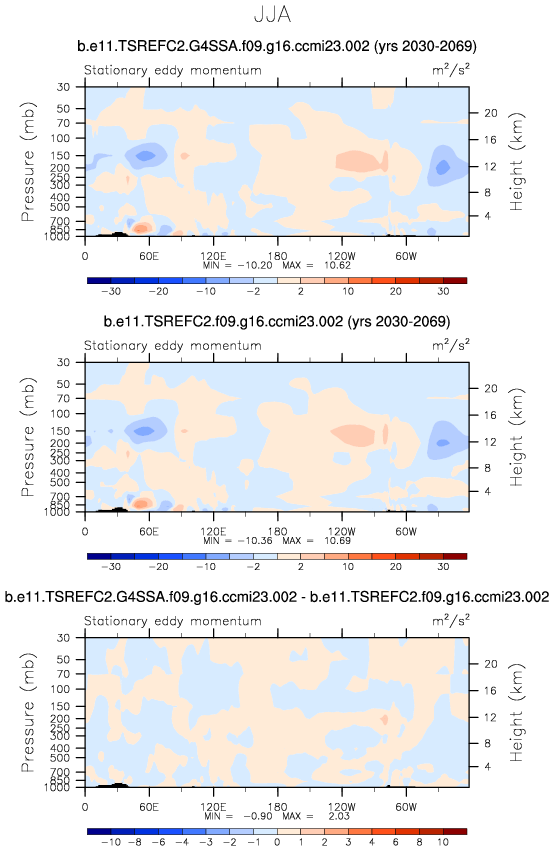 JJA
b.e11.TSREFC2.G4SSA.f09.g16.ccmi23.002 (yrs 2030-2069)
Stationary eddy momentum m²/s²
Pressure (mb)
30
50
70
100
150
200
250
300
400
500
700
850
1000
Height (km)
20
16
12
8
4
0 60E 120E 180 120W 60W
MIN = -10.20 MAX = 10.62
-30 -20 -10 -2 2 10 20 30
b.e11.TSREFC2.f09.g16.ccmi23.002 (yrs 2030-2069)
Stationary eddy momentum m²/s²
Pressure (mb)
30
50
70
100
150
200
250
300
400
500
700
850
1000
Height (km)
20
16
12
8
4
0 60E 120E 180 120W 60W
MIN = -10.36 MAX = 10.69
-30 -20 -10 -2 2 10 20 30
b.e11.TSREFC2.G4SSA.f09.g16.ccmi23.002 - b.e11.TSREFC2.f09.g16.ccmi23.002
Stationary eddy momentum m²/s²
Pressure (mb)
30
50
70
100
150
200
250
300
400
500
700
850
1000
Height (km)
20
16
12
8
4
0 60E 120E 180 120W 60W
MIN = -0.90 MAX = 2.03
-10 -8 -6 -4 -3 -2 -1 0 1 2 3 4 6 8 10